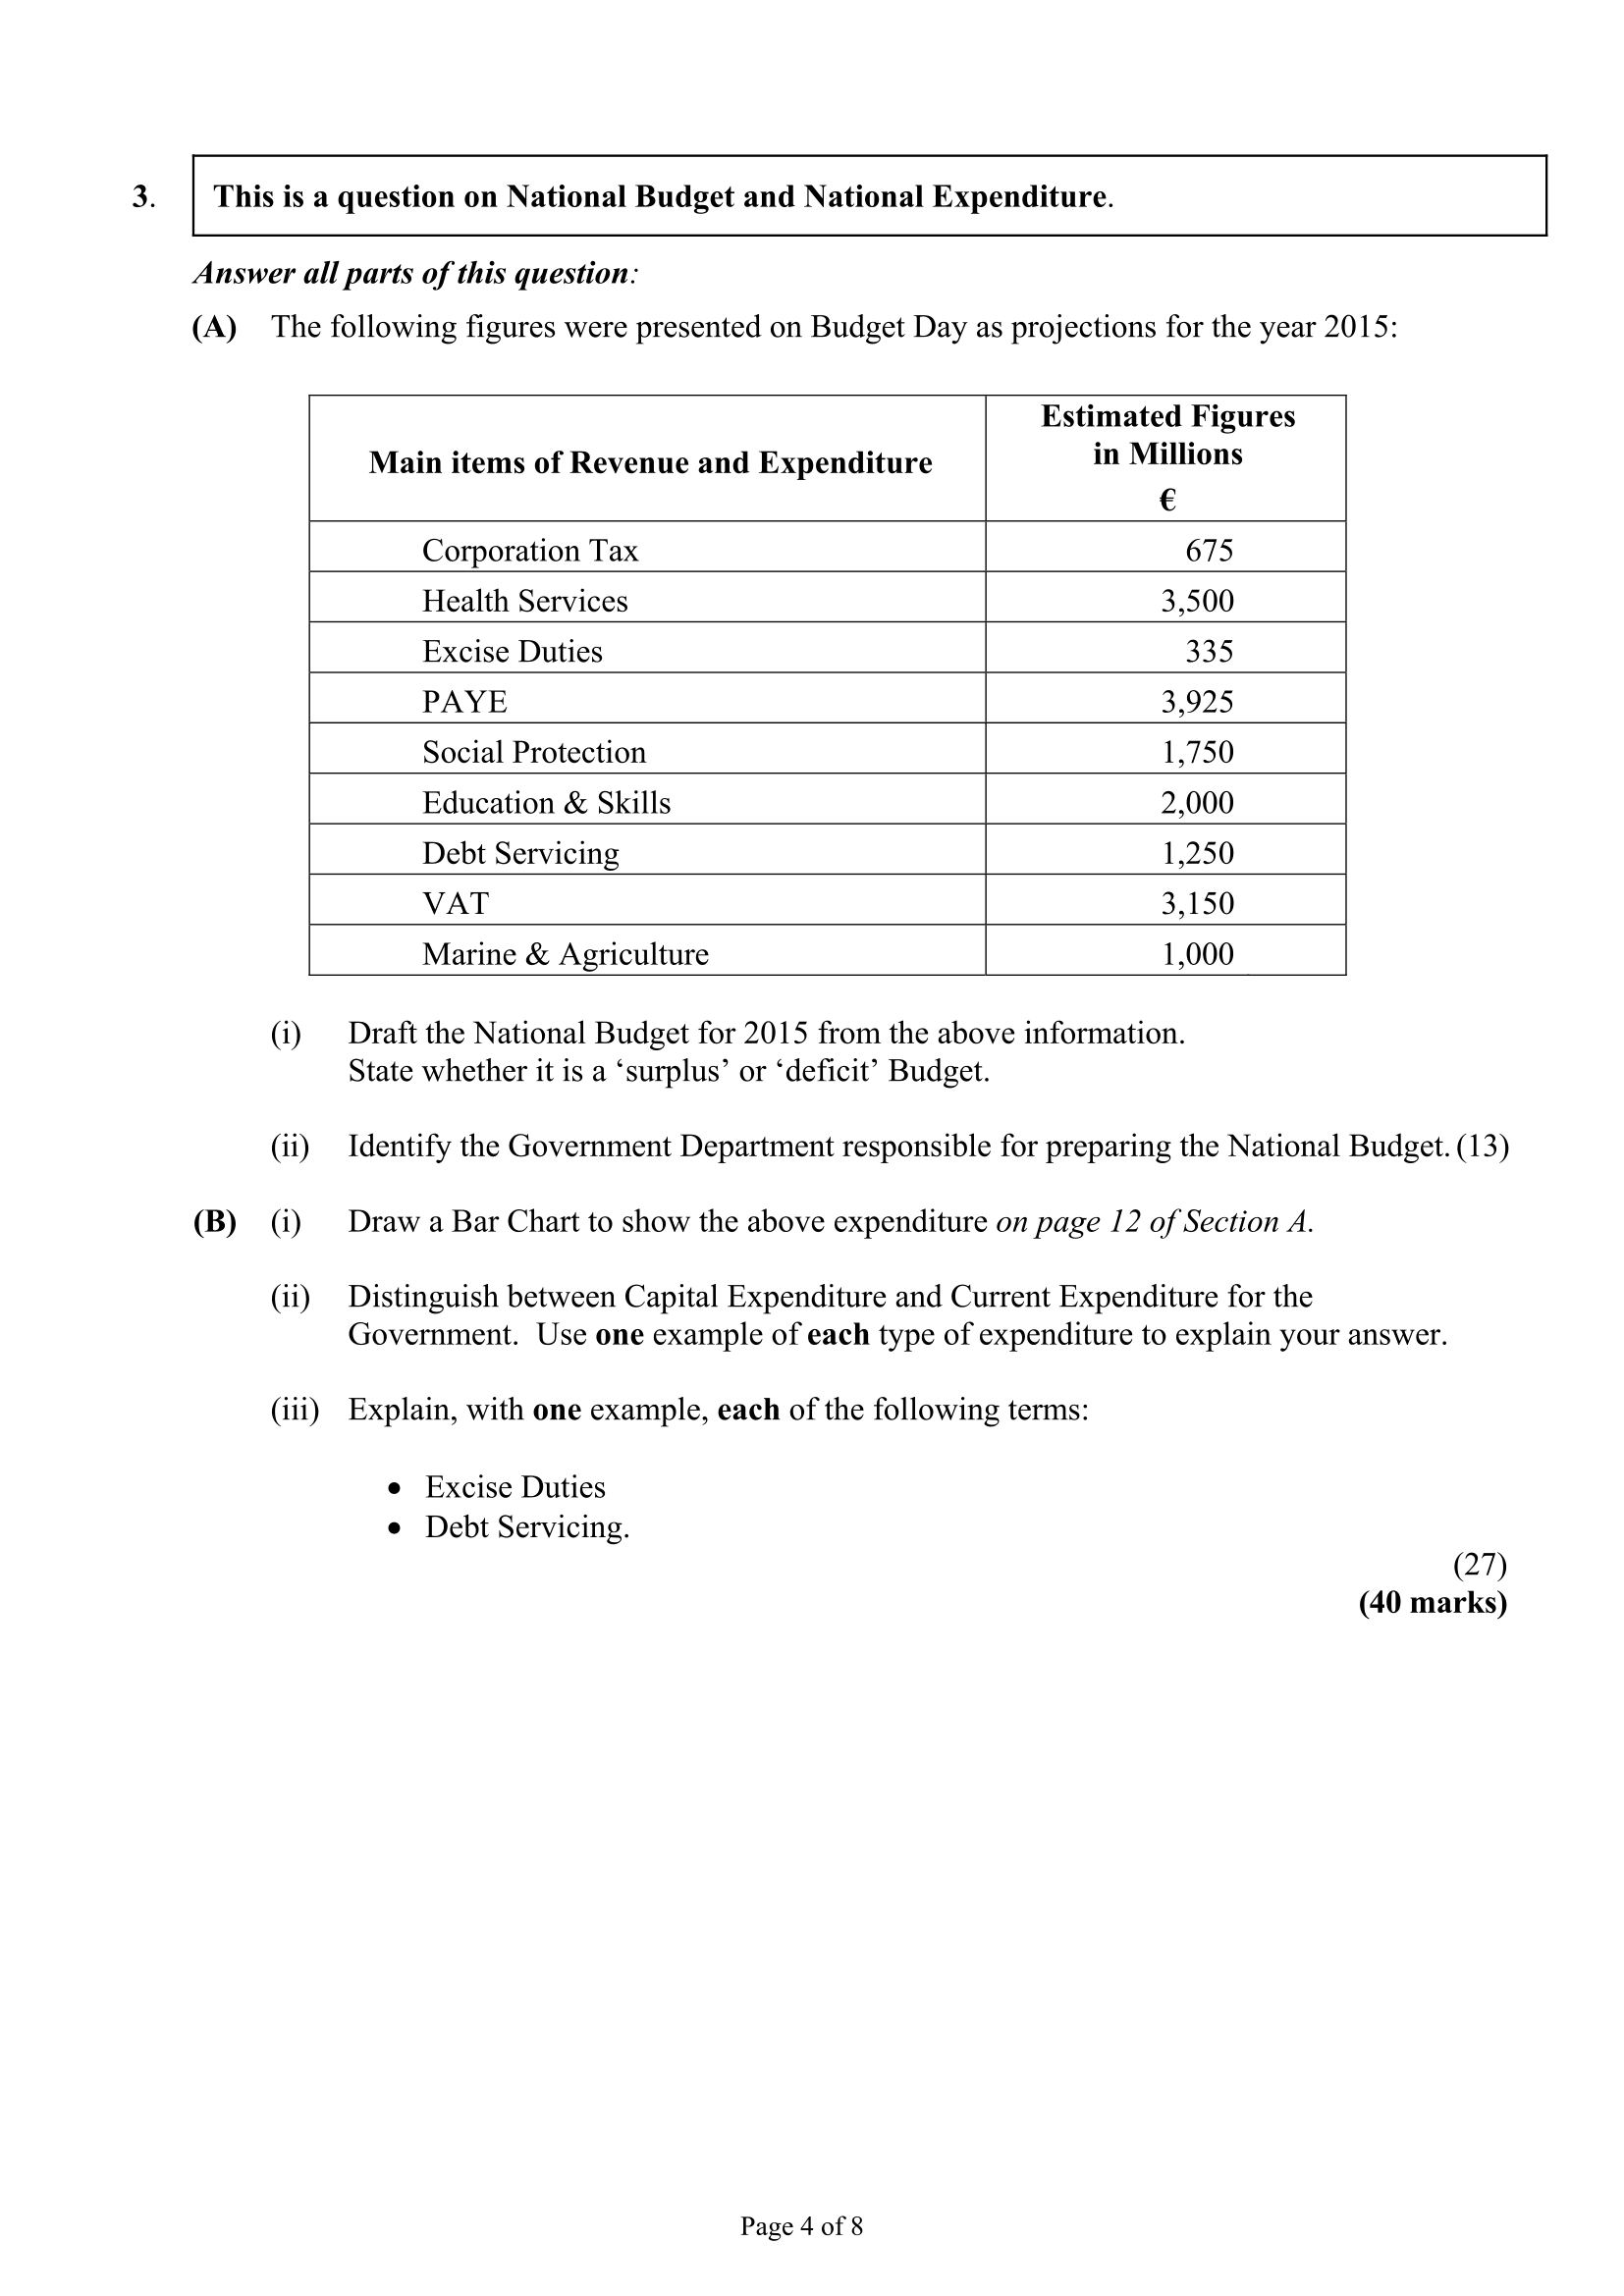 3. This is a question on National Budget and National Expenditure.
Answer all parts of this question:
(A) The following figures were presented on Budget Day as projections for the year 2015:
Main items of Revenue and Expenditure
Estimated Figures
in Millions
€
Corporation Tax 675
Health Services 3,500
Excise Duties 335
PAYE 3,925
Social Protection 1,750
Education & Skills 2,000
Debt Servicing 1,250
VAT 3,150
Marine & Agriculture 1,000
(i) Draft the National Budget for 2015 from the above information.
State whether it is a ‘surplus’ or ‘deficit’ Budget.
(ii) Identify the Government Department responsible for preparing the National Budget. (13)
(B) (i) Draw a Bar Chart to show the above expenditure on page 12 of Section A.
(ii) Distinguish between Capital Expenditure and Current Expenditure for the
Government. Use one example of each type of expenditure to explain your answer.
(iii) Explain, with one example, each of the following terms:
• Excise Duties
• Debt Servicing.
(27)
(40 marks)
Page 4 of 8